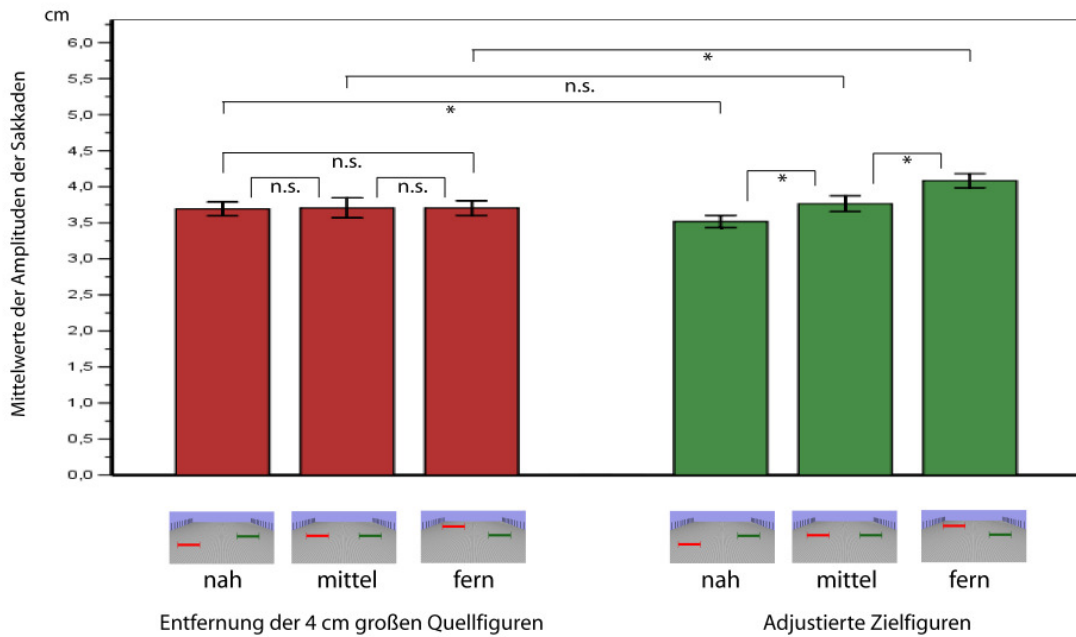 cm
Mittelwerte der Amplituden der Sakkaden
6,0
5,5
5,0
4,5
4,0
3,5
3,0
2,5
2,0
1,5
1,0
0,5
0,0
*
n.s.
*
n.s.
n.s.
n.s.
*
*
nah
mittel
fern
nah
mittel
fern
Entfernung der 4 cm großen Quellfiguren
Adjustierte Zielfiguren